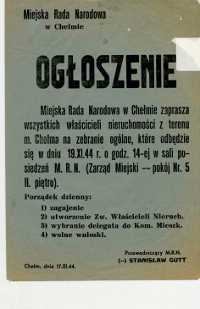 Miejska Rada Narodowa
w Chełmie
OGŁOSZENIE
Miejska Rada Narodowa w Chełmie zaprasza
wszystkich właścicieli nieruchomości z terenu
m. Chełma na zebranie ogólne, które odbędzie
się w dniu 19.XI.44 r. o godz. 14-ej w sali po-
siedzeń M. R. N. (Zarząd Miejski — pokój Nr. 5
II. piętro).
Porządek dzienny:
1) zagajenie
2) utworzenie Zw. Właścicieli Nieruch.
3) wybranie delegata do Kom. Mieszk.
4) wolne wnioski.
Przewodniczący M.R.N.
(—) STANISŁAW GUTT
Chełm, dnia 17.XI.44.